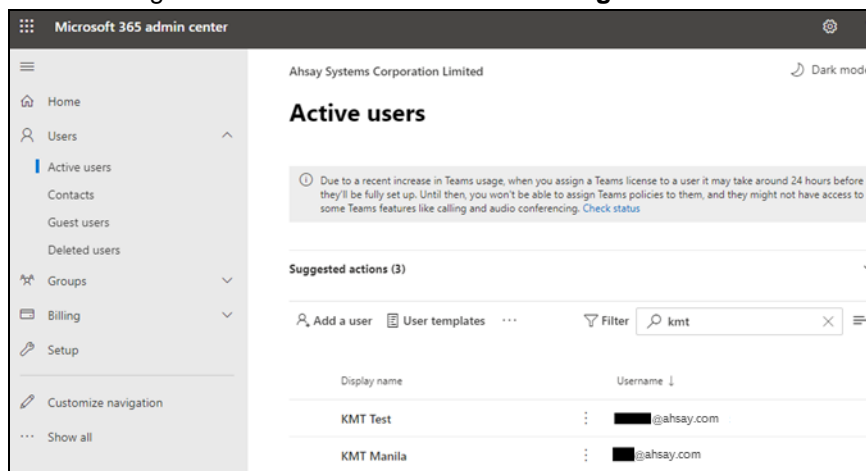 Microsoft 365 admin center
Ahsay Systems Corporation Limited
Dark mode
Home
Users
Active users
Contacts
Guest users
Deleted users
Groups
Billing
Setup
Customize navigation
Show all
Active users
Due to a recent increase in Teams usage, when you assign a Teams license to a user it may take around 24 hours before
they'll be fully set up. Until then, you won't be able to assign Teams policies to them, and they might not have access to
some Teams features like calling and audio conferencing. Check status
Suggested actions (3)
Add a user User templates ... Filter kmt
Display name Username ↓
KMT Test @ahsay.com
KMT Manila @ahsay.com